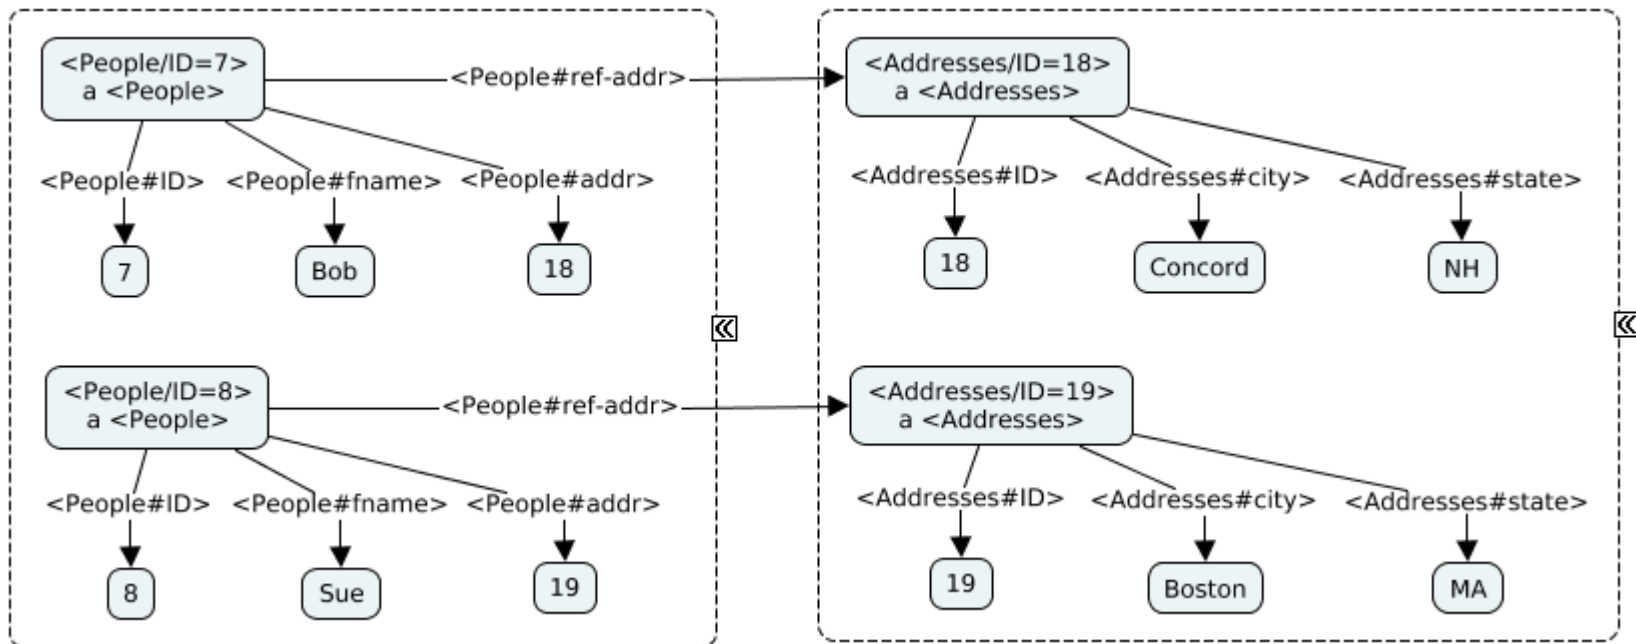 <People/ID=7>
a <People>
<People#ref-addr>
<Addresses/ID=18>
a <Addresses>
<People#ID>
<People#fname>
<People#addr>
<Addresses#ID>
<Addresses#city>
<Addresses#state>
7
Bob
18
18
Concord
NH
<People/ID=8>
a <People>
<People#ref-addr>
<Addresses/ID=19>
a <Addresses>
<People#ID>
<People#fname>
<People#addr>
<Addresses#ID>
<Addresses#city>
<Addresses#state>
8
Sue
19
19
Boston
MA